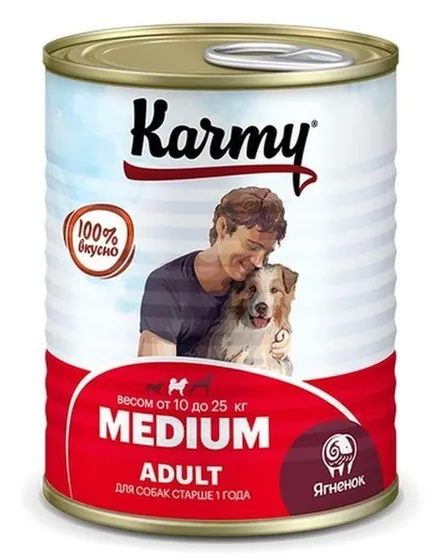 Karmy®
100%
вкусно
весом от 10 до 25 кг
MEDIUM
ADULT
ДЛЯ СОБАК СТАРШЕ 1 ГОДА
Ягненок